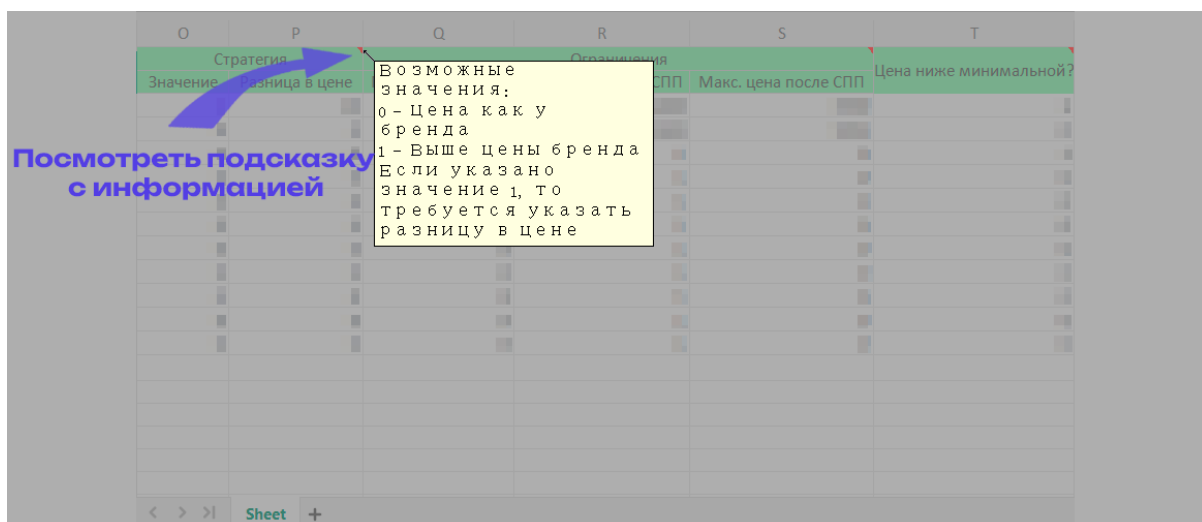 O P Q R S T
Стратегия Ограничения
Цена ниже минимальной?
Значение Разница в цене СПП Макс. цена после СПП
Возможные
значения:
0 – Цена как у
бренда
1 – Выше цены бренда
Если указано
значение 1, то
требуется указать
разницу в цене
Посмотреть подсказку
с информацией
Sheet